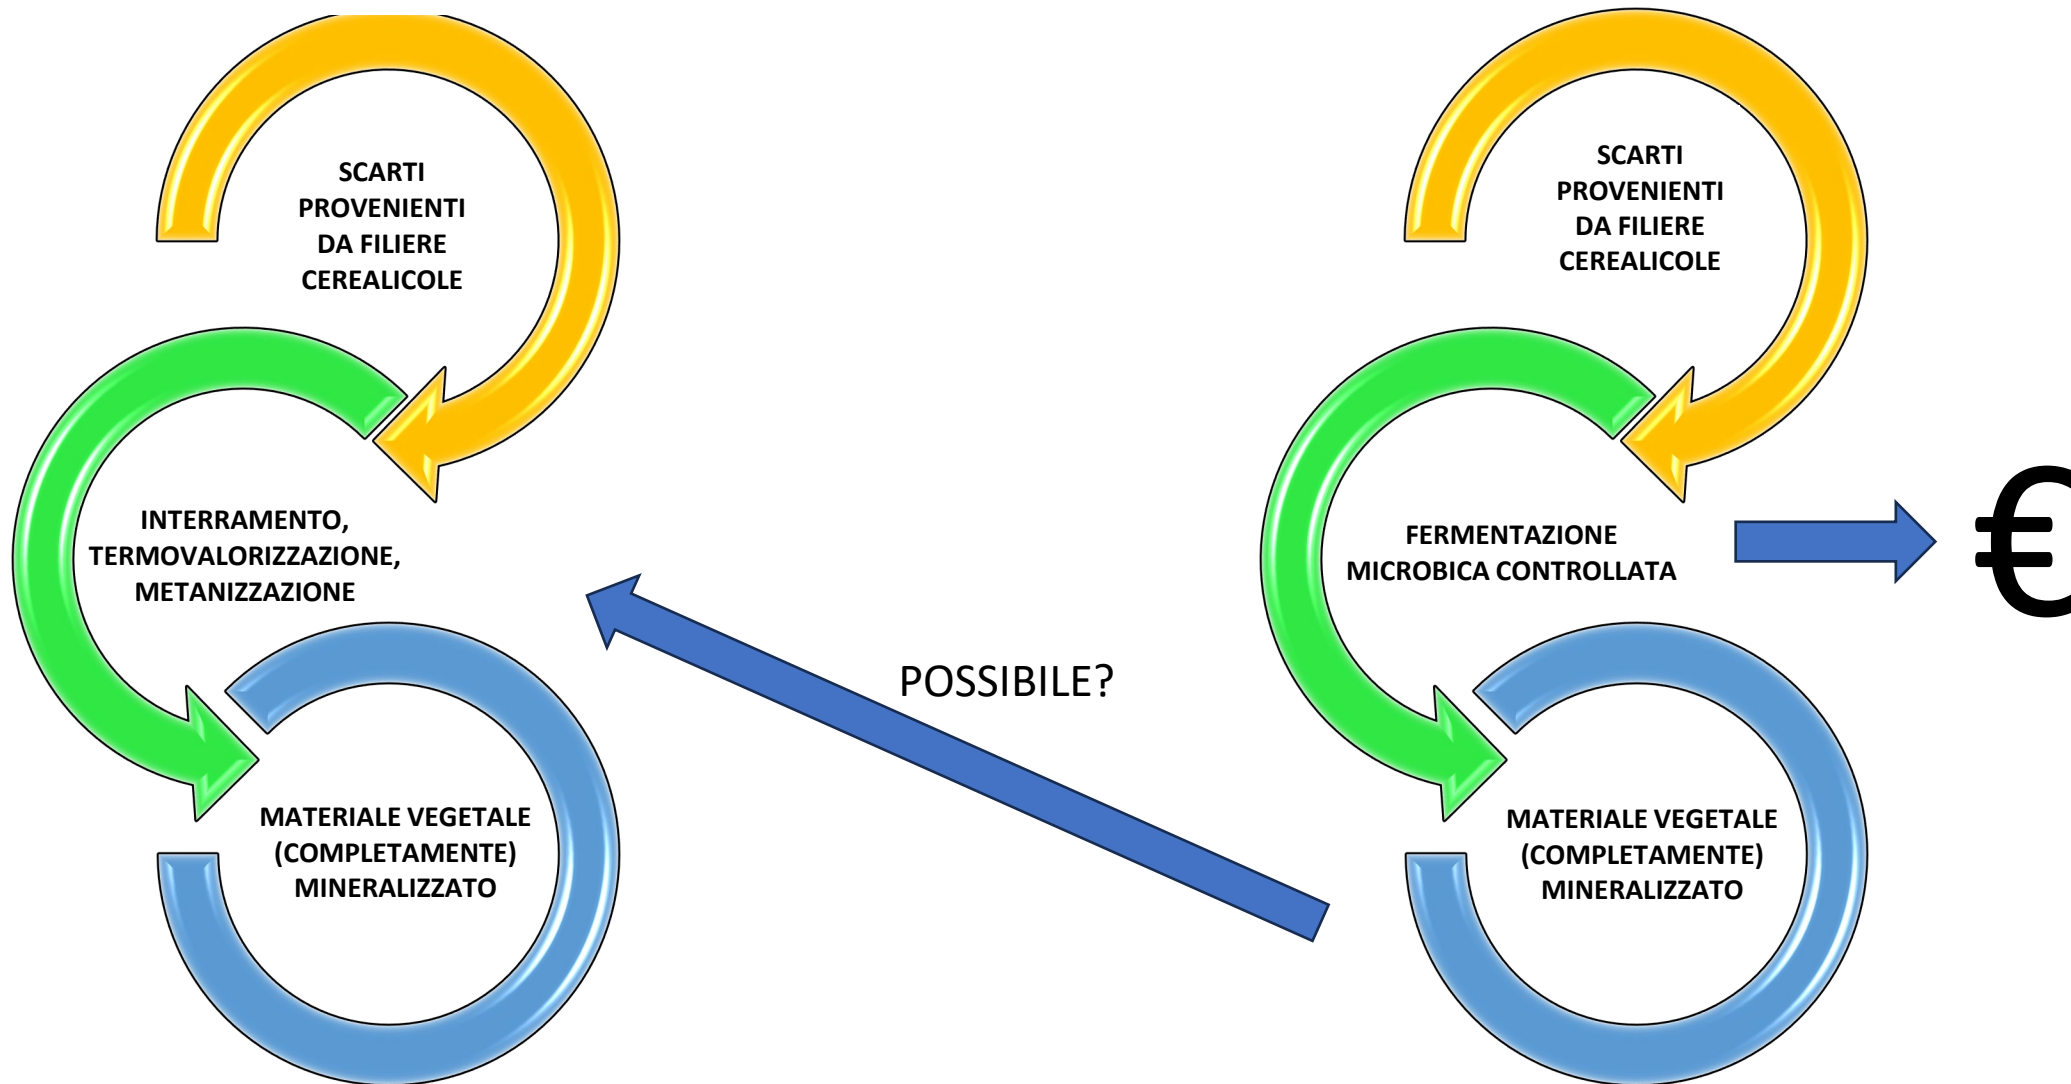 SCARTI
PROVENIENTI
DA FILIERE
CEREALICOLE
INTERRAMENTO,
TERMOVALORIZZAZIONE,
METANIZZAZIONE
MATERIALE VEGETALE
(COMPLETAMENTE)
MINERALIZZATO
POSSIBILE?
SCARTI
PROVENIENTI
DA FILIERE
CEREALICOLE
FERMENTAZIONE
MICROBICA CONTROLLATA
€
MATERIALE VEGETALE
(COMPLETAMENTE)
MINERALIZZATO